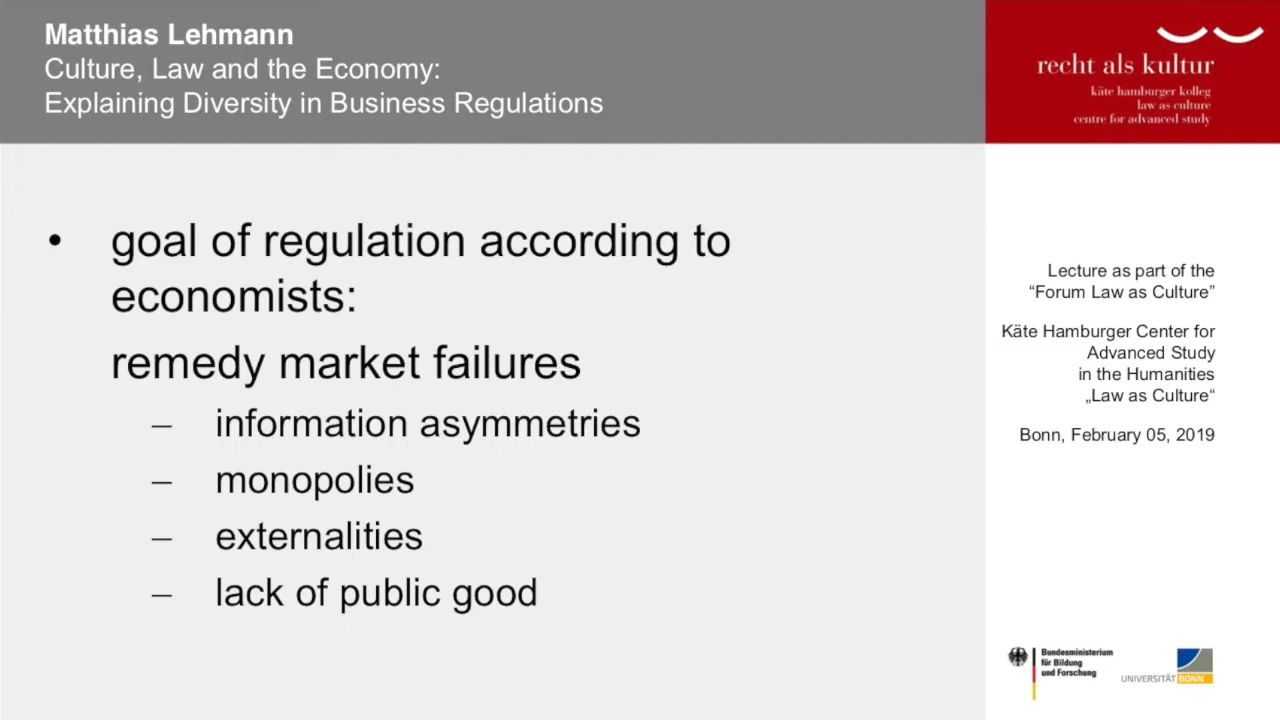 Matthias Lehmann
Culture, Law and the Economy:
Explaining Diversity in Business Regulations
recht als kultur
käte hamburger kolleg
law as culture
centre for advanced study
• goal of regulation according to
economists:
remedy market failures
– information asymmetries
– monopolies
– externalities
– lack of public good
Lecture as part of the
“Forum Law as Culture”
Käte Hamburger Center for
Advanced Study
in the Humanities
„Law as Culture“
Bonn, February 05, 2019
Bundesministerium
für Bildung
und Forschung
UNIVERSITÄT BONN